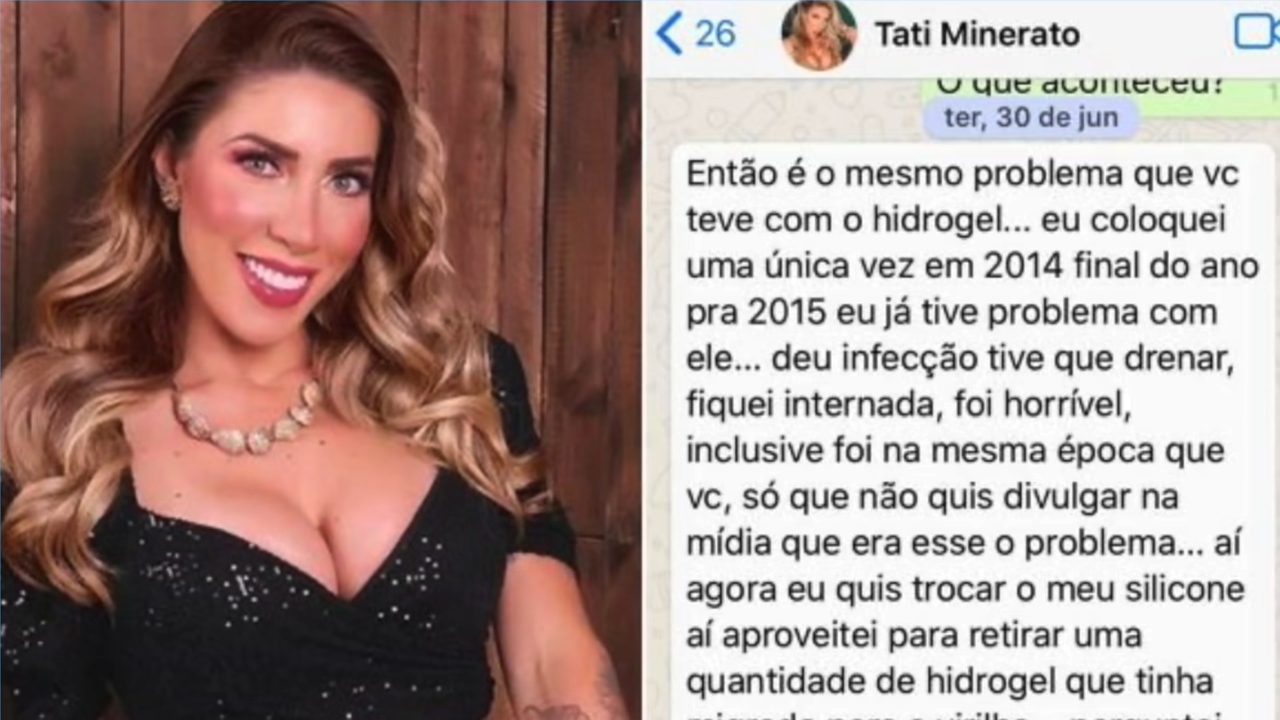 26
Tati Minerato
O que aconteceu?
ter, 30 de jun
Então é o mesmo problema que vc
teve com o hidrogel... eu coloquei
uma única vez em 2014 final do ano
pra 2015 eu já tive problema com
ele... deu infecção tive que drenar,
fiquei internada, foi horrível,
inclusive foi na mesma época que
vc, só que não quis divulgar na
mídia que era esse o problema... aí
agora eu quis trocar o meu silicone
aí aproveitei para retirar uma
quantidade de hidrogel que tinha